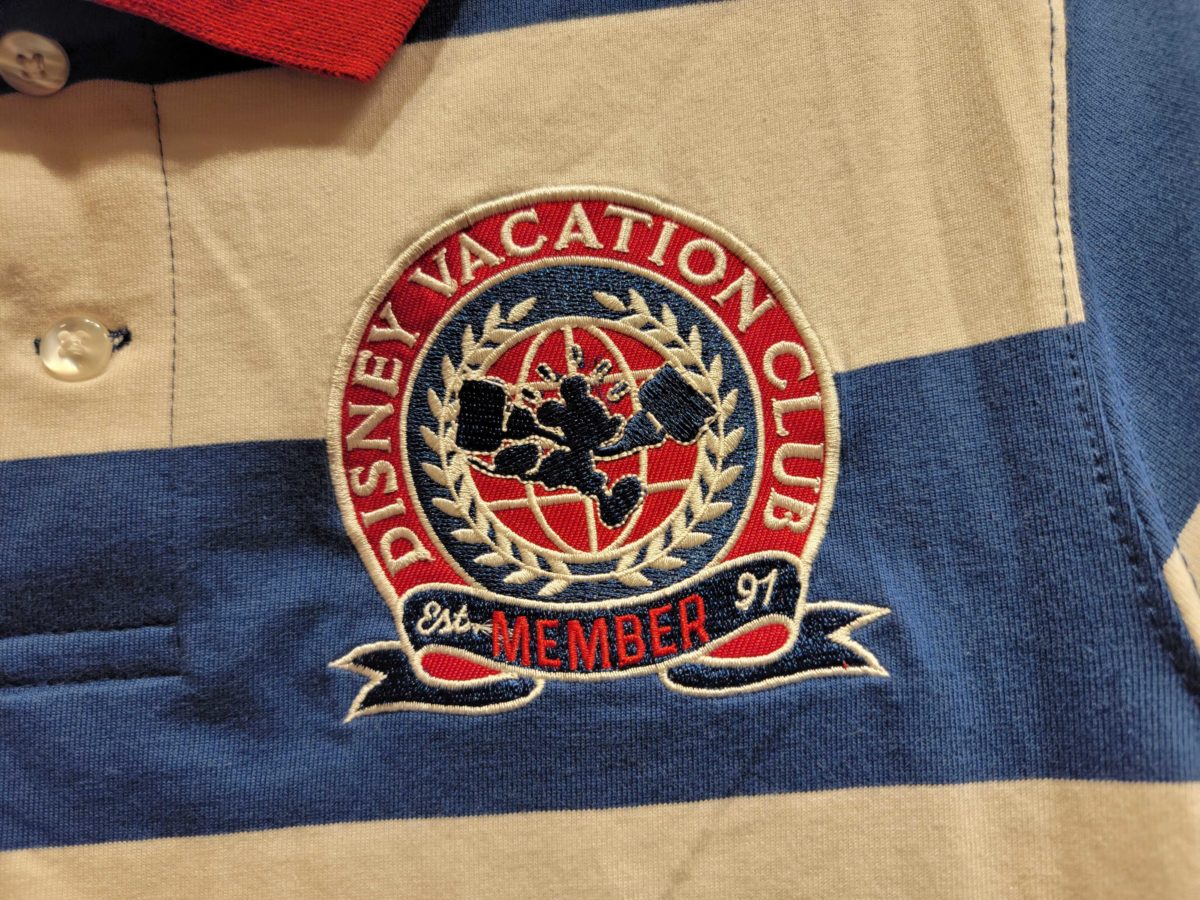 DISNEY VACATION CLUB
Est. MEMBER 91